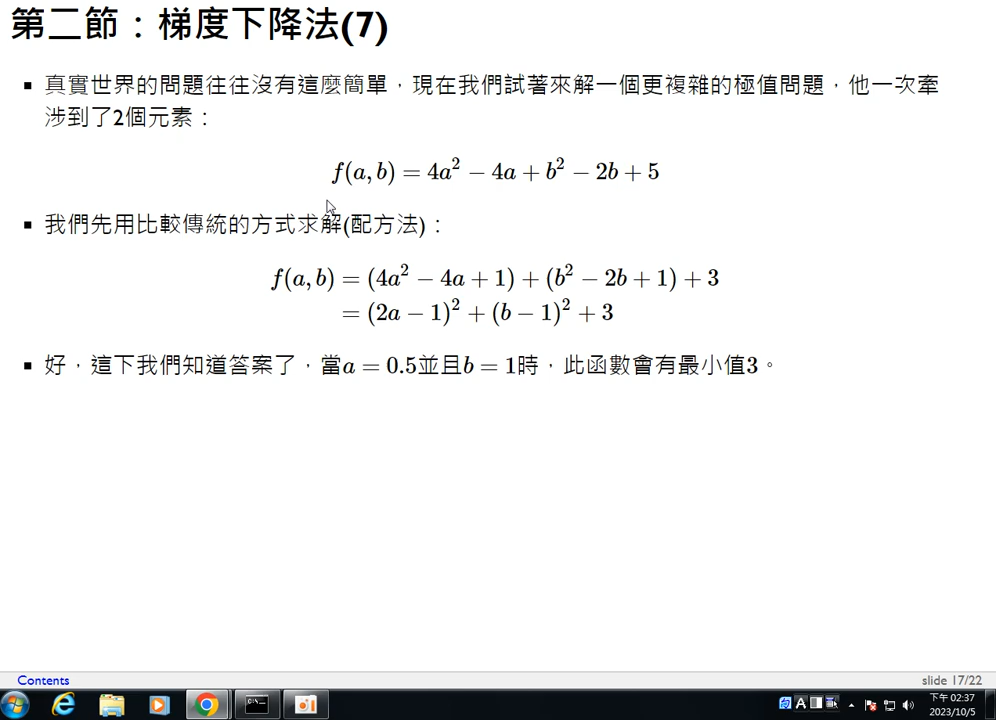 第二節：梯度下降法(7)
▪ 真實世界的問題往往沒有這麼簡單，現在我們試著來解一個更複雜的極值問題，他一次牽
涉到了2個元素：
f(a, b) = 4a² − 4a + b² − 2b + 5
▪ 我們先用比較傳統的方式求解(配方法)：
f(a, b) = (4a² − 4a + 1) + (b² − 2b + 1) + 3
= (2a − 1)² + (b − 1)² + 3
▪ 好，這下我們知道答案了，當a = 0.5並且b = 1時，此函數會有最小值3。
Contents
slide 17/22
A
下午 02:37
2023/10/5